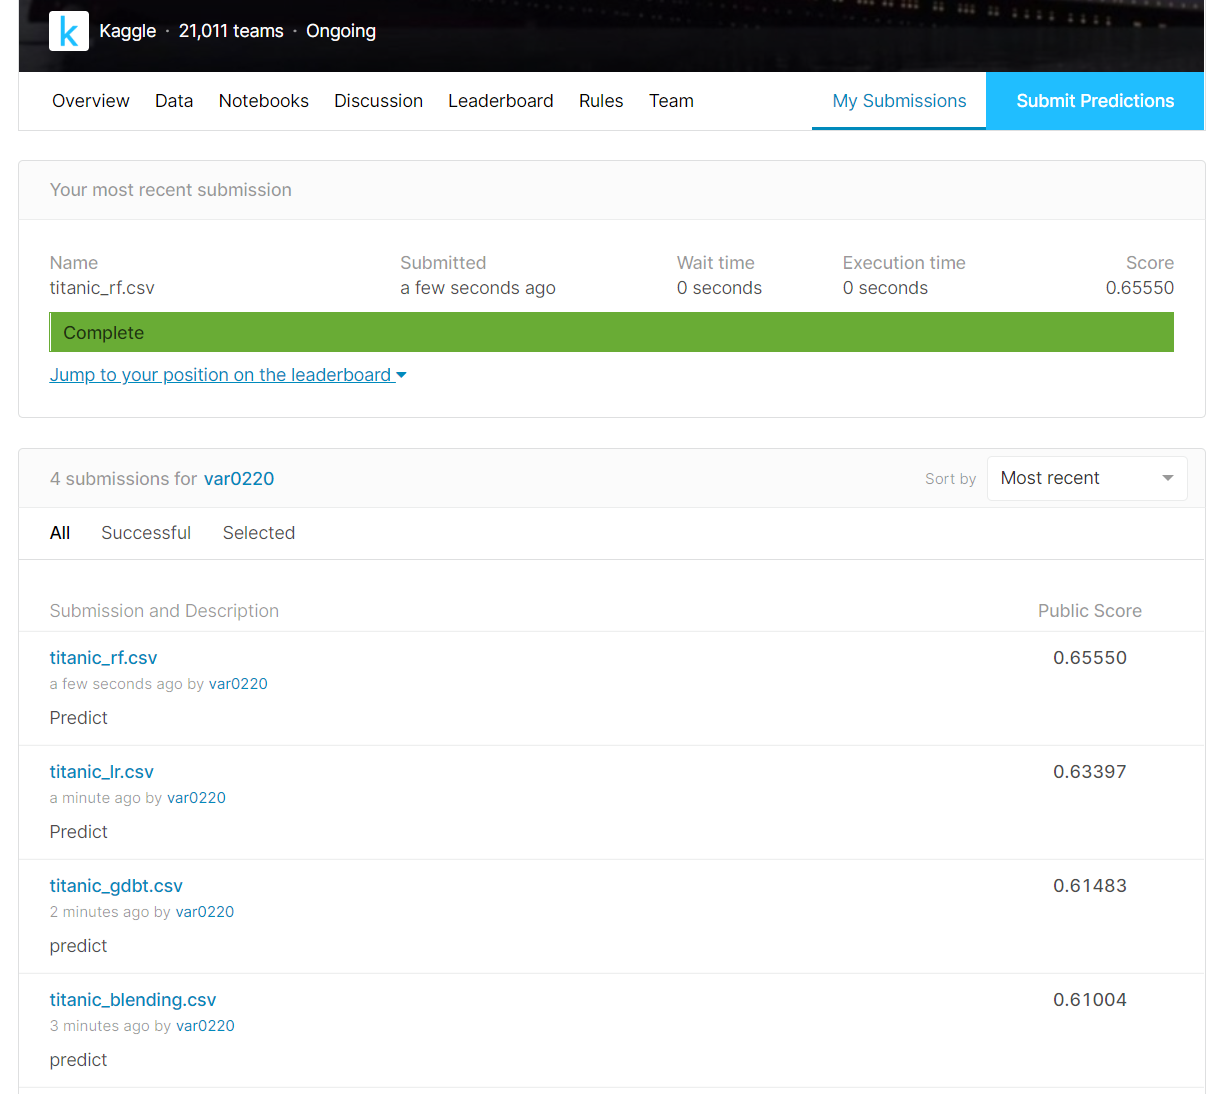 k Kaggle · 21,011 teams · Ongoing
Overview Data Notebooks Discussion Leaderboard Rules Team My Submissions Submit Predictions
Your most recent submission
Name Submitted Wait time Execution time Score
titanic_rf.csv a few seconds ago 0 seconds 0 seconds 0.65550
Complete
Jump to your position on the leaderboard
4 submissions for var0220 Sort by Most recent
All Successful Selected
Submission and Description Public Score
titanic_rf.csv 0.65550
a few seconds ago by var0220
Predict
titanic_lr.csv 0.63397
a minute ago by var0220
Predict
titanic_gdbt.csv 0.61483
2 minutes ago by var0220
predict
titanic_blending.csv 0.61004
3 minutes ago by var0220
predict